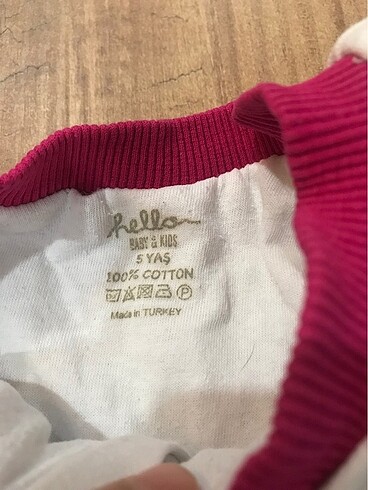 hello
BABY & KIDS
5 YAŞ
100% COTTON
P
Made in TURKEY